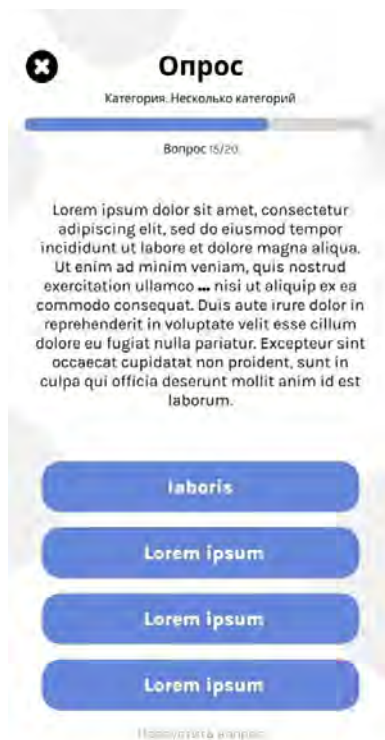 Опрос
Категория. Несколько категорий
Вопрос 15/20
Lorem ipsum dolor sit amet, consectetur
adipiscing elit, sed do eiusmod tempor
incididunt ut labore et dolore magna aliqua.
Ut enim ad minim veniam, quis nostrud
exercitation ullamco ... nisi ut aliquip ex ea
commodo consequat. Duis aute irure dolor in
reprehenderit in voluptate velit esse cillum
dolore eu fugiat nulla pariatur. Excepteur sint
occaecat cupidatat non proident, sunt in
culpa qui officia deserunt mollit anim id est
laborum.
laboris
Lorem ipsum
Lorem ipsum
Lorem ipsum